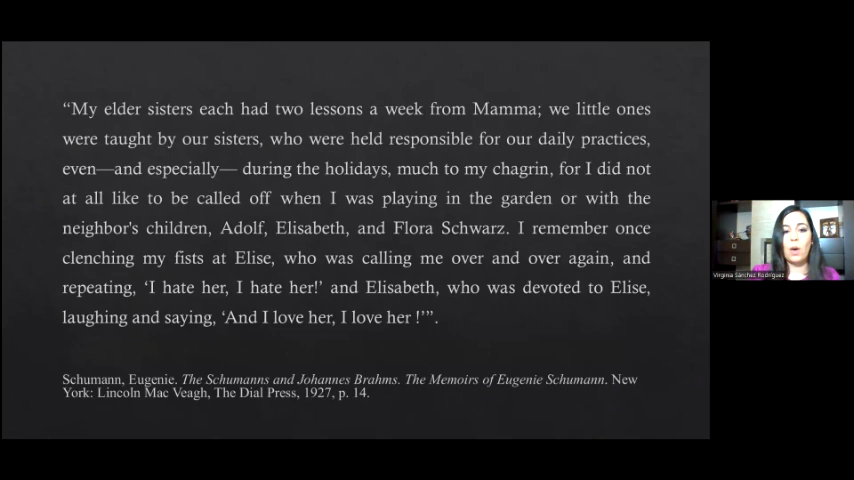 “My elder sisters each had two lessons a week from Mamma; we little ones
were taught by our sisters, who were held responsible for our daily practices,
even—and especially— during the holidays, much to my chagrin, for I did not
at all like to be called off when I was playing in the garden or with the
neighbor's children, Adolf, Elisabeth, and Flora Schwarz. I remember once
clenching my fists at Elise, who was calling me over and over again, and
repeating, ‘I hate her, I hate her!’ and Elisabeth, who was devoted to Elise,
laughing and saying, ‘And I love her, I love her !’”.
Schumann, Eugenie. The Schumanns and Johannes Brahms. The Memoirs of Eugenie Schumann. New
York: Lincoln Mac Veagh, The Dial Press, 1927, p. 14.
Virginia Sánchez Rodríguez